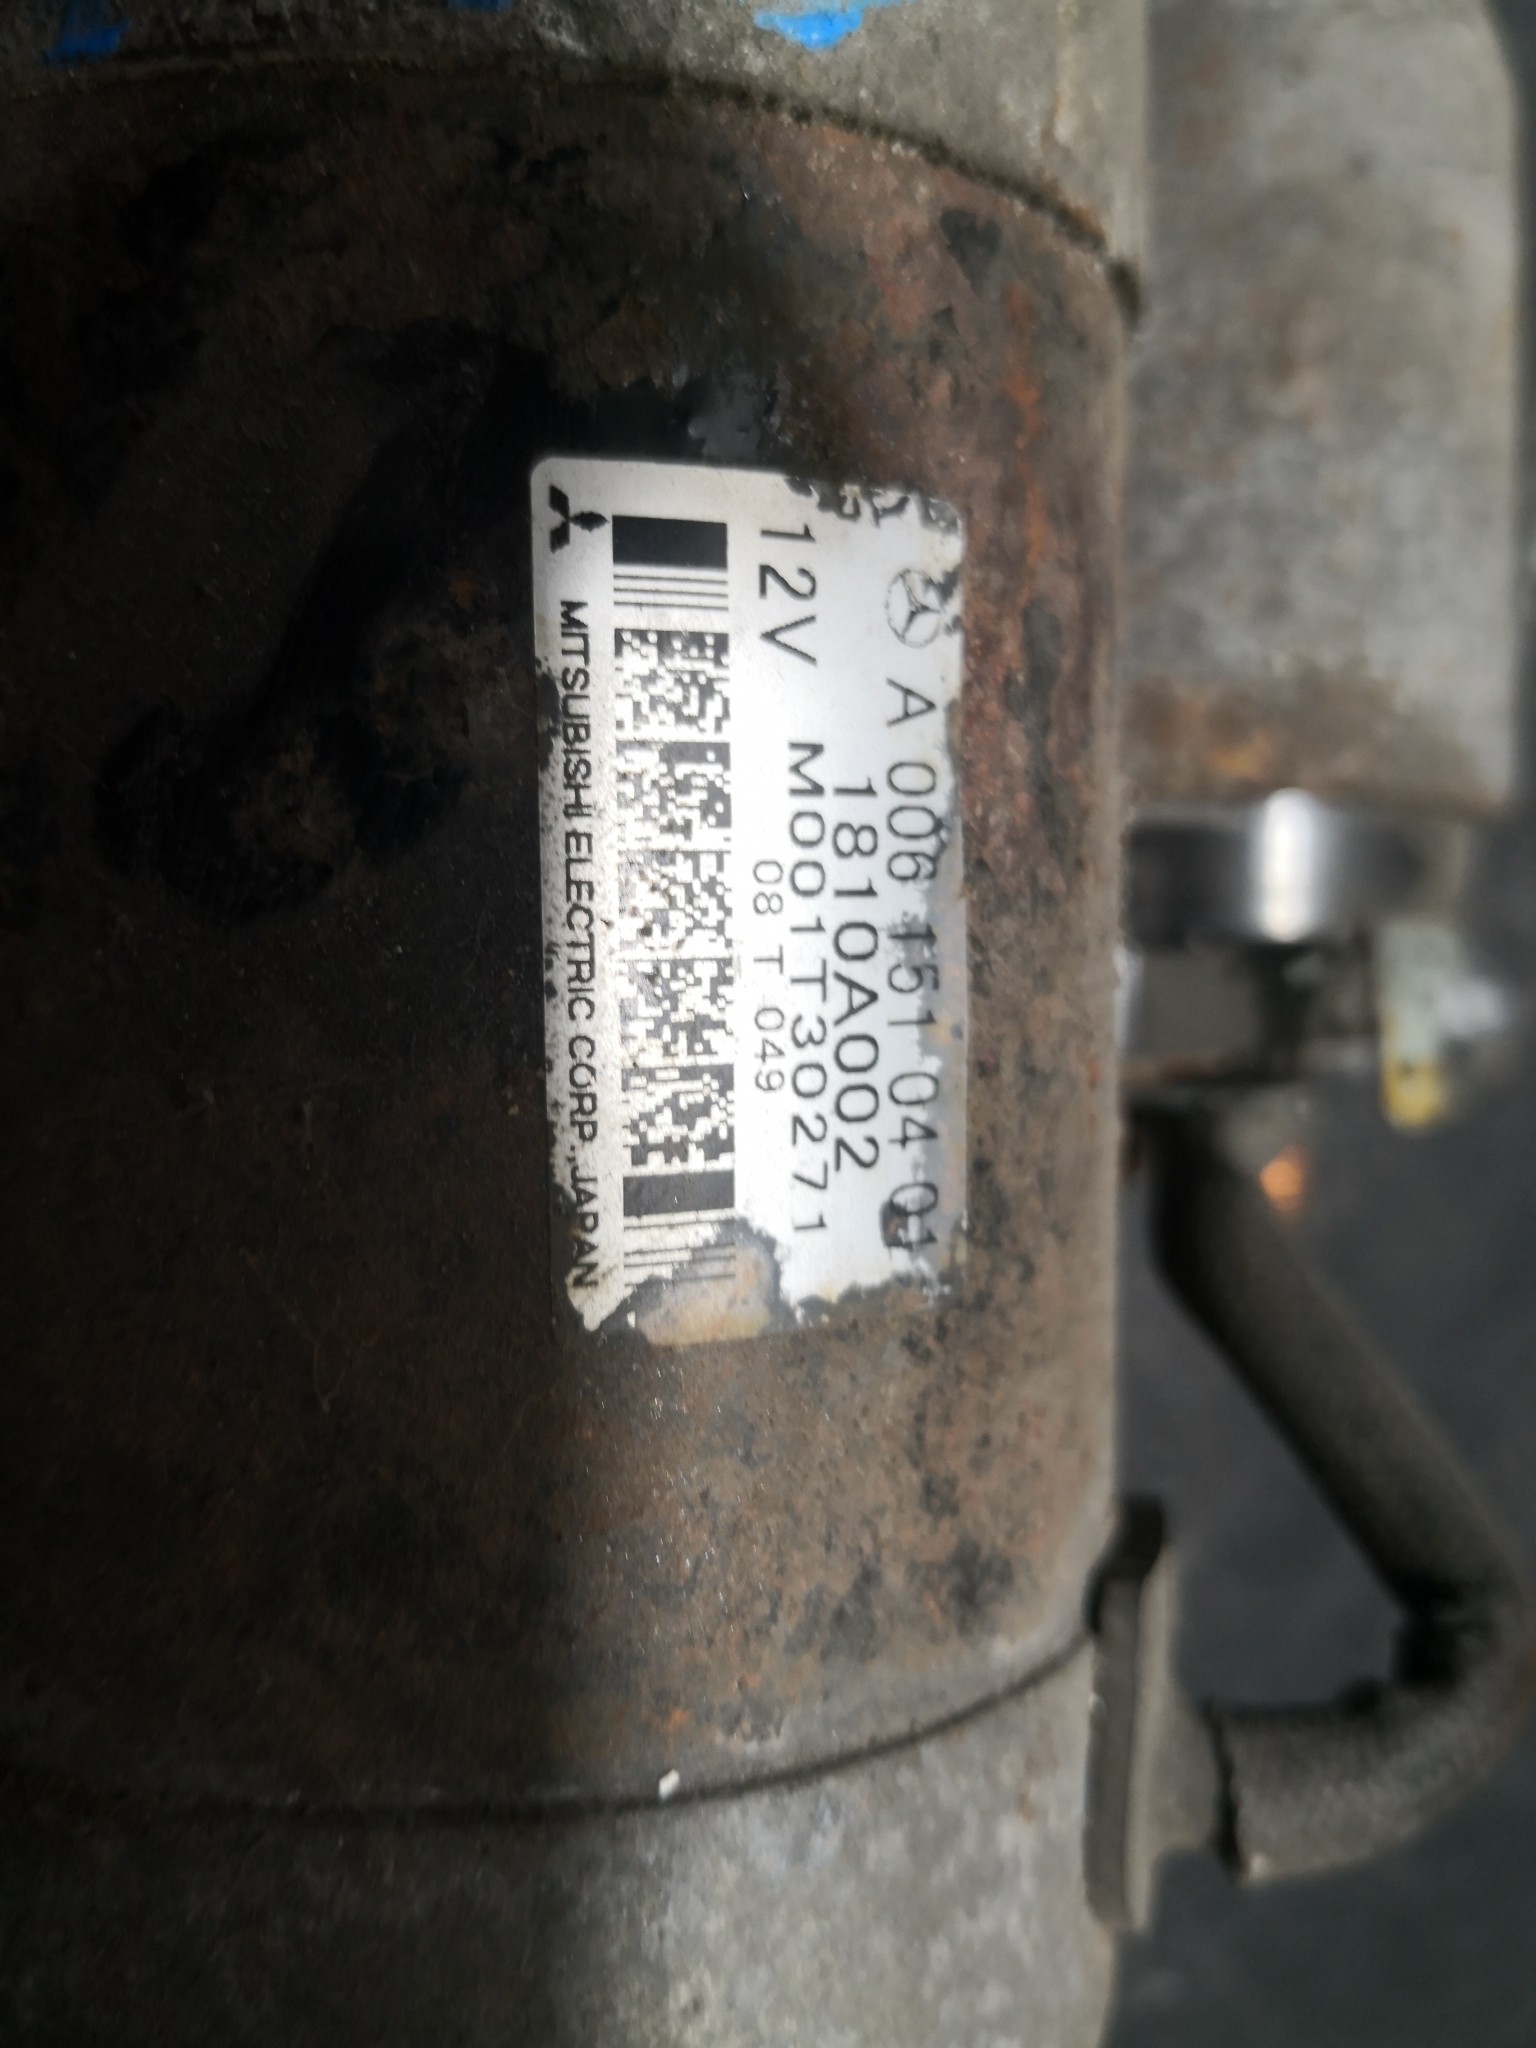 A 006 151 04 01
1810A002
12V M001T30271
08 T 049
MITSUBISHI ELECTRIC CORP., JAPAN